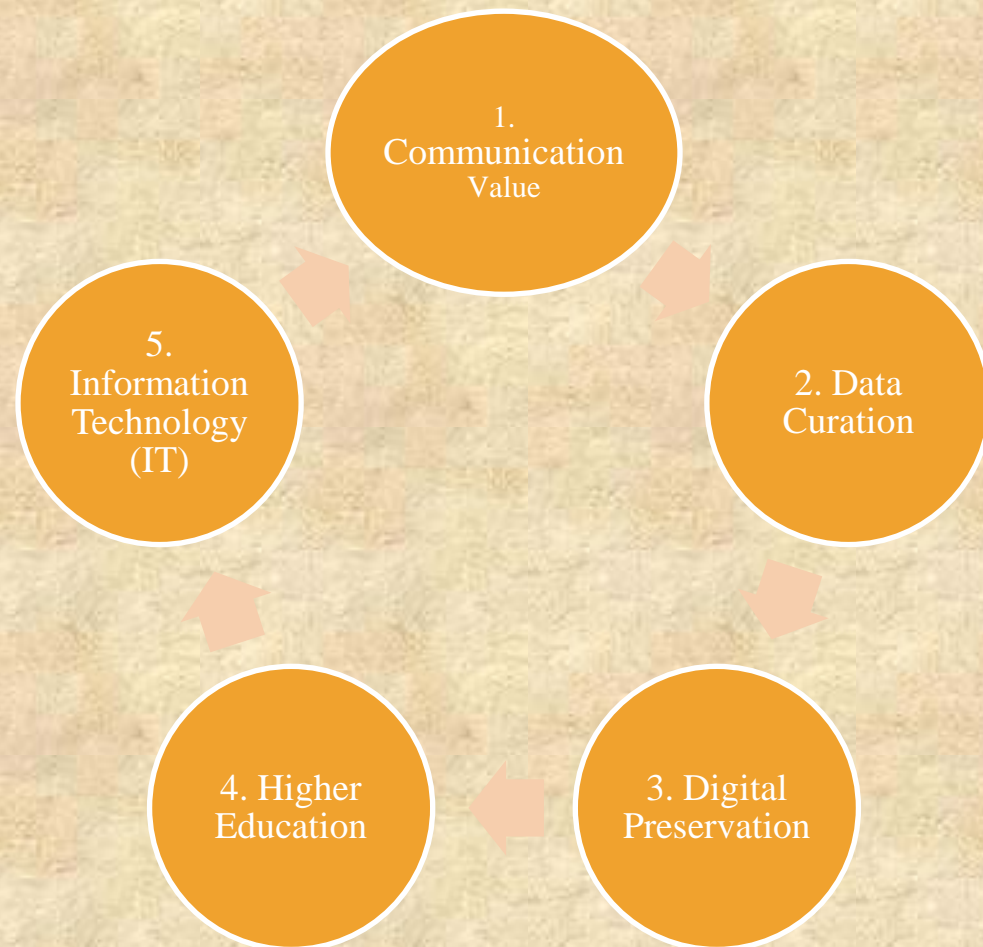 1.
Communication
Value
2. Data
Curation
3. Digital
Preservation
4. Higher
Education
5.
Information
Technology
(IT)